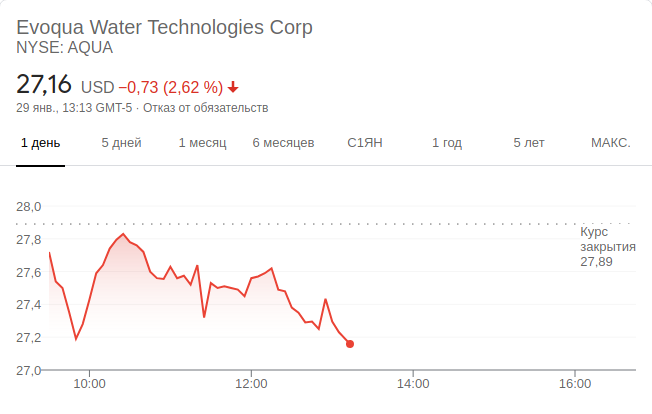 Evoqua Water Technologies Corp
NYSE: AQUA
27,16 USD −0,73 (2,62 %)
29 янв., 13:13 GMT-5 · Отказ от обязательств
1 день 5 дней 1 месяц 6 месяцев С1ЯН 1 год 5 лет МАКС.
28,0
Курс
закрытия
27,89
27,8
27,6
27,4
27,2
27,0
10:00 12:00 14:00 16:00